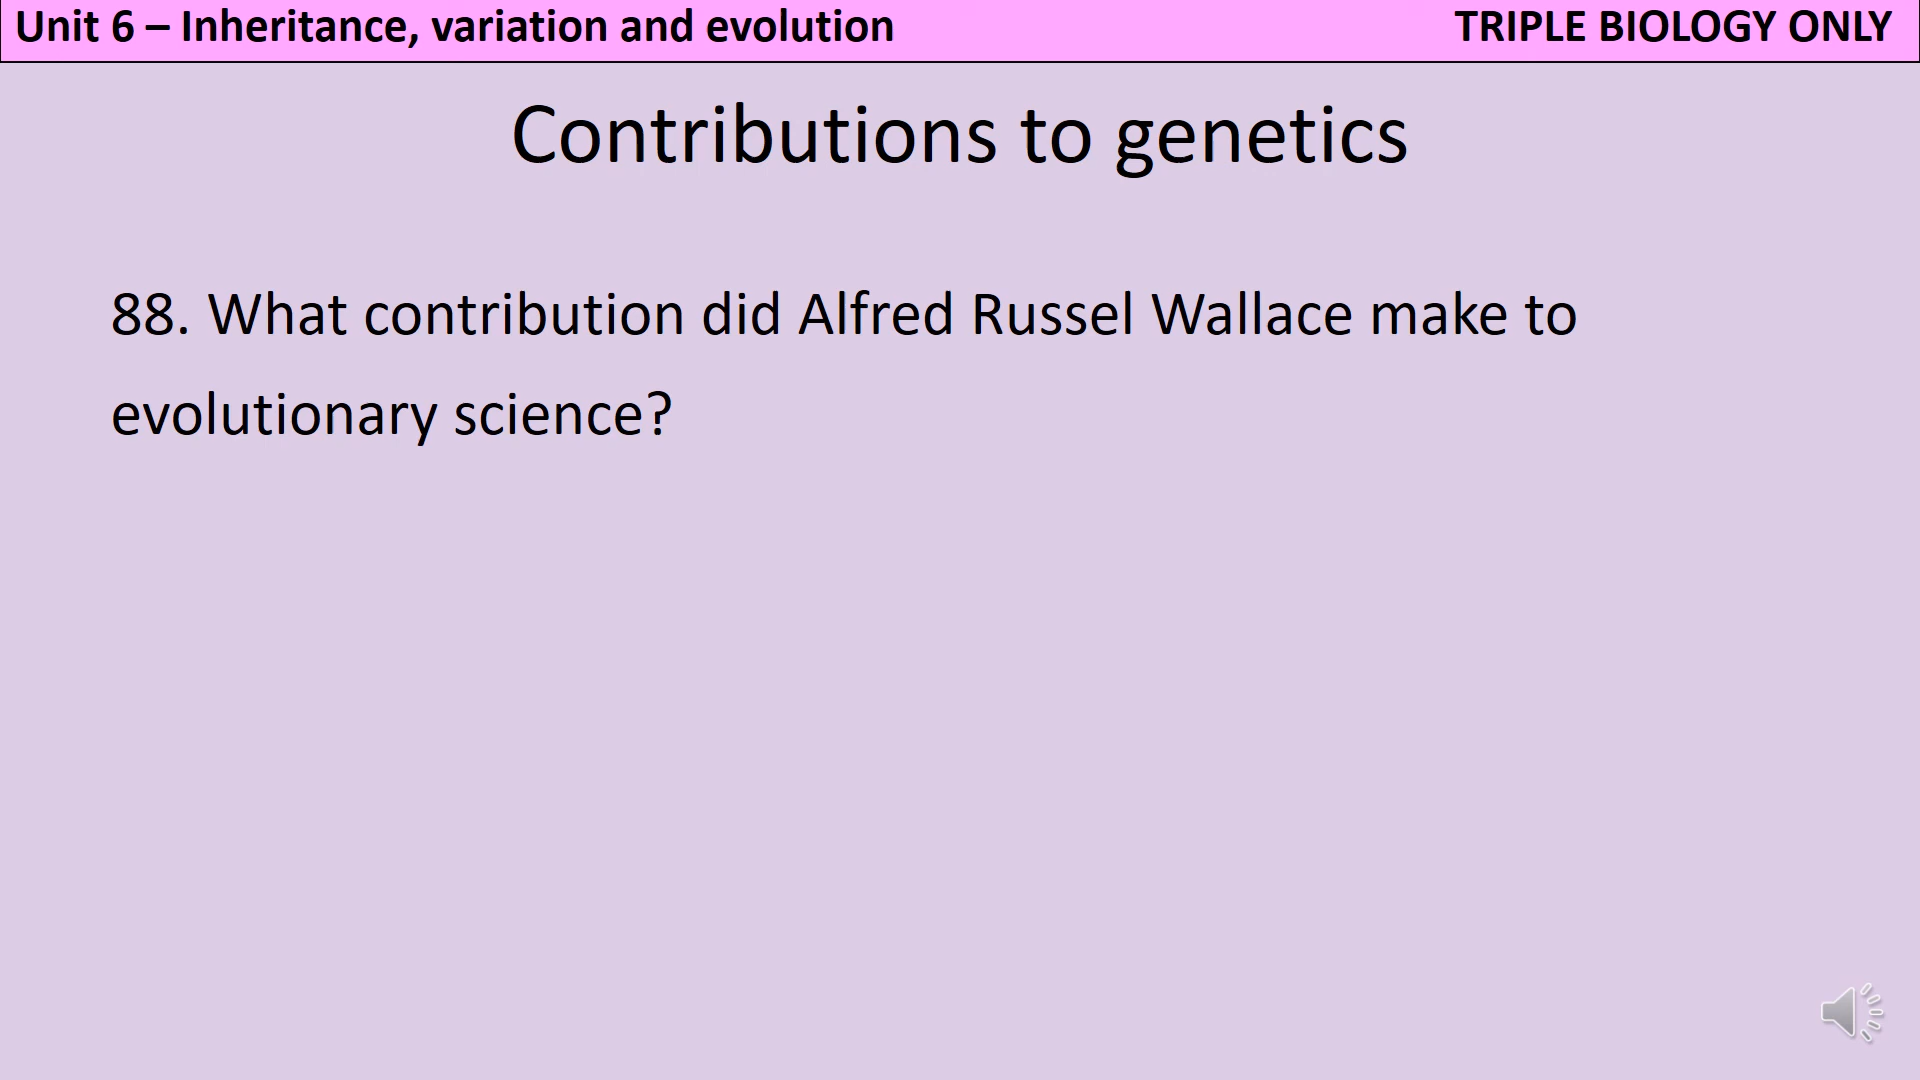 Unit 6 – Inheritance, variation and evolution TRIPLE BIOLOGY ONLY
Contributions to genetics
88. What contribution did Alfred Russel Wallace make to
evolutionary science?